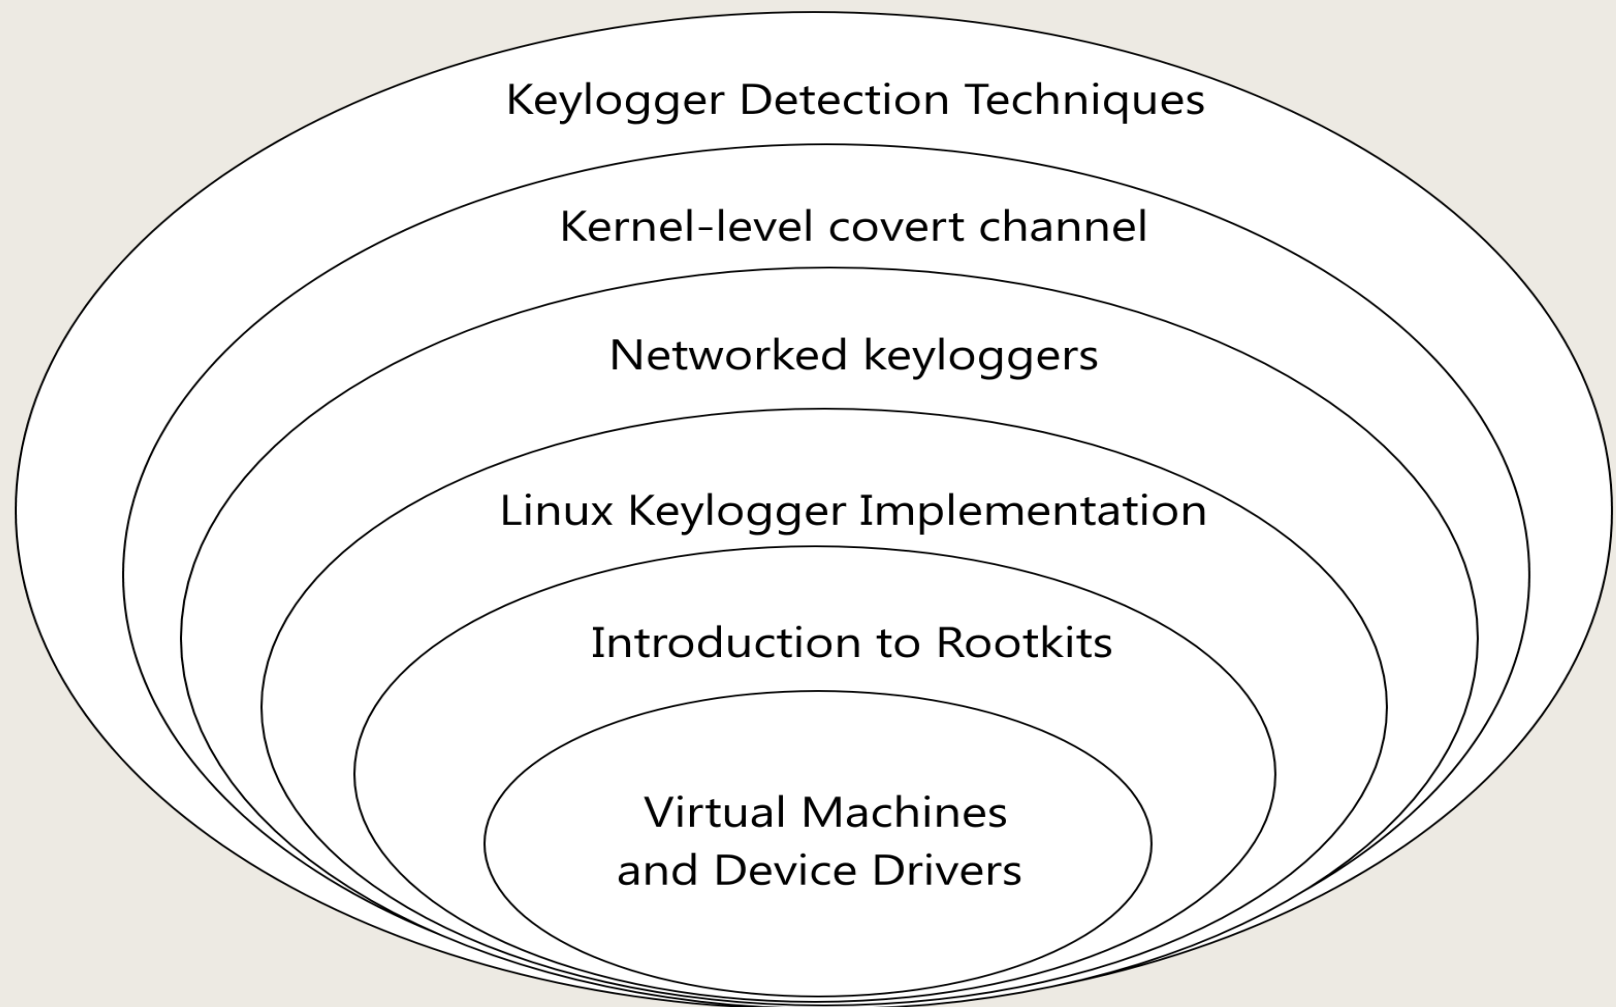 Keylogger Detection Techniques
Kernel-level covert channel
Networked keyloggers
Linux Keylogger Implementation
Introduction to Rootkits
Virtual Machines
and Device Drivers